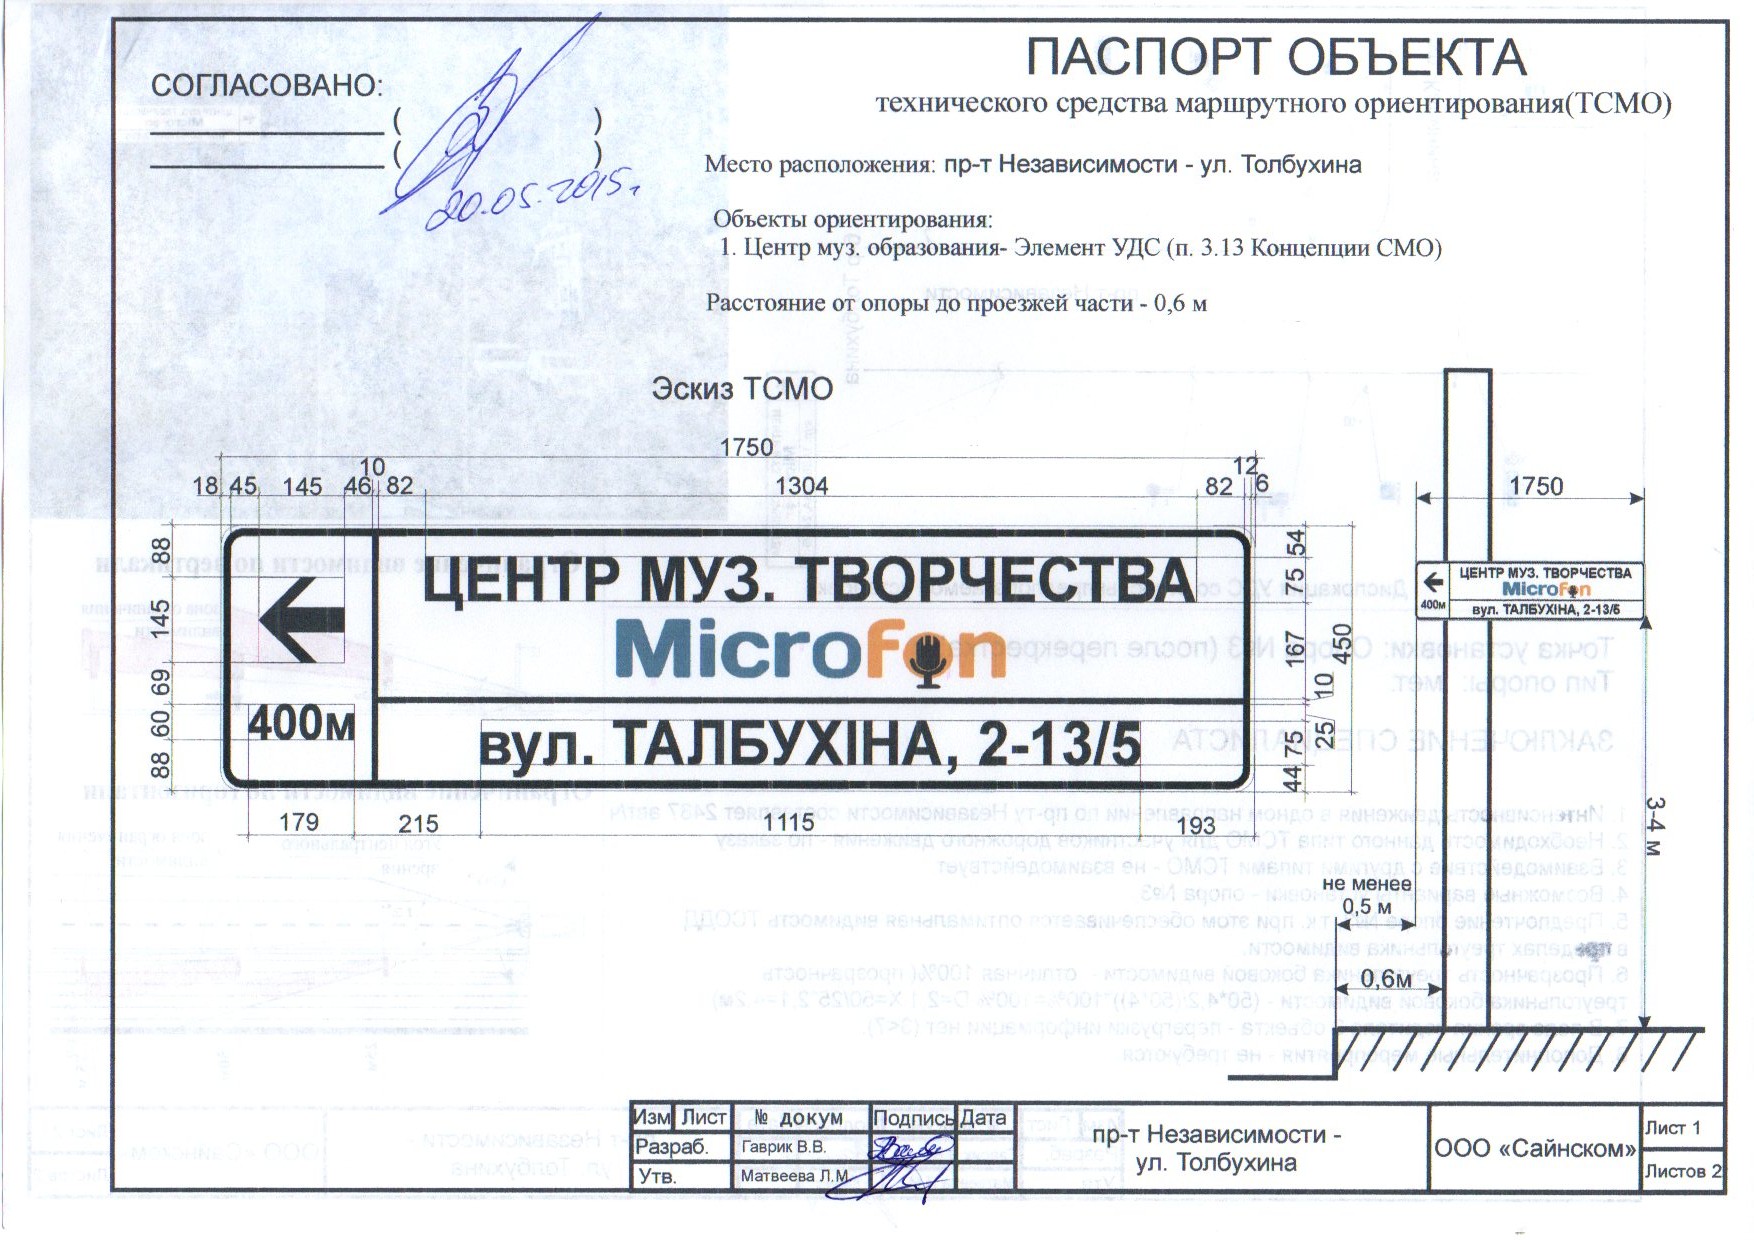 СОГЛАСОВАНО:
( )
( )
20.05.2015г
ПАСПОРТ ОБЪЕКТА
технического средства маршрутного ориентирования(ТСМО)
Место расположения: пр-т Независимости - ул. Толбухина
Объекты ориентирования:
1. Центр муз. образования- Элемент УДС (п. 3.13 Концепции СМО)
Расстояние от опоры до проезжей части - 0,6 м
Эскиз ТСМО
1750
10 12
18 45 145 46 82 1304 82 6
88 145 69 60 88
ЦЕНТР МУЗ. ТВОРЧЕСТВА
Microfon
400м
вул. ТАЛБУХІНА, 2-13/5
54 75 167 10 25 75 44
450
179 215 1115 193
1750
ЦЕНТР МУЗ. ТВОРЧЕСТВА
Microfon
400м
вул. ТАЛБУХІНА, 2-13/5
3-4 м
не менее
0,5 м
0,6м
Изм Лист № докум Подпись Дата
Разраб. Гаврик В.В.
Утв. Матвеева Л.М.
пр-т Независимости -
ул. Толбухина
ООО «Сайнском»
Лист 1
Листов 2